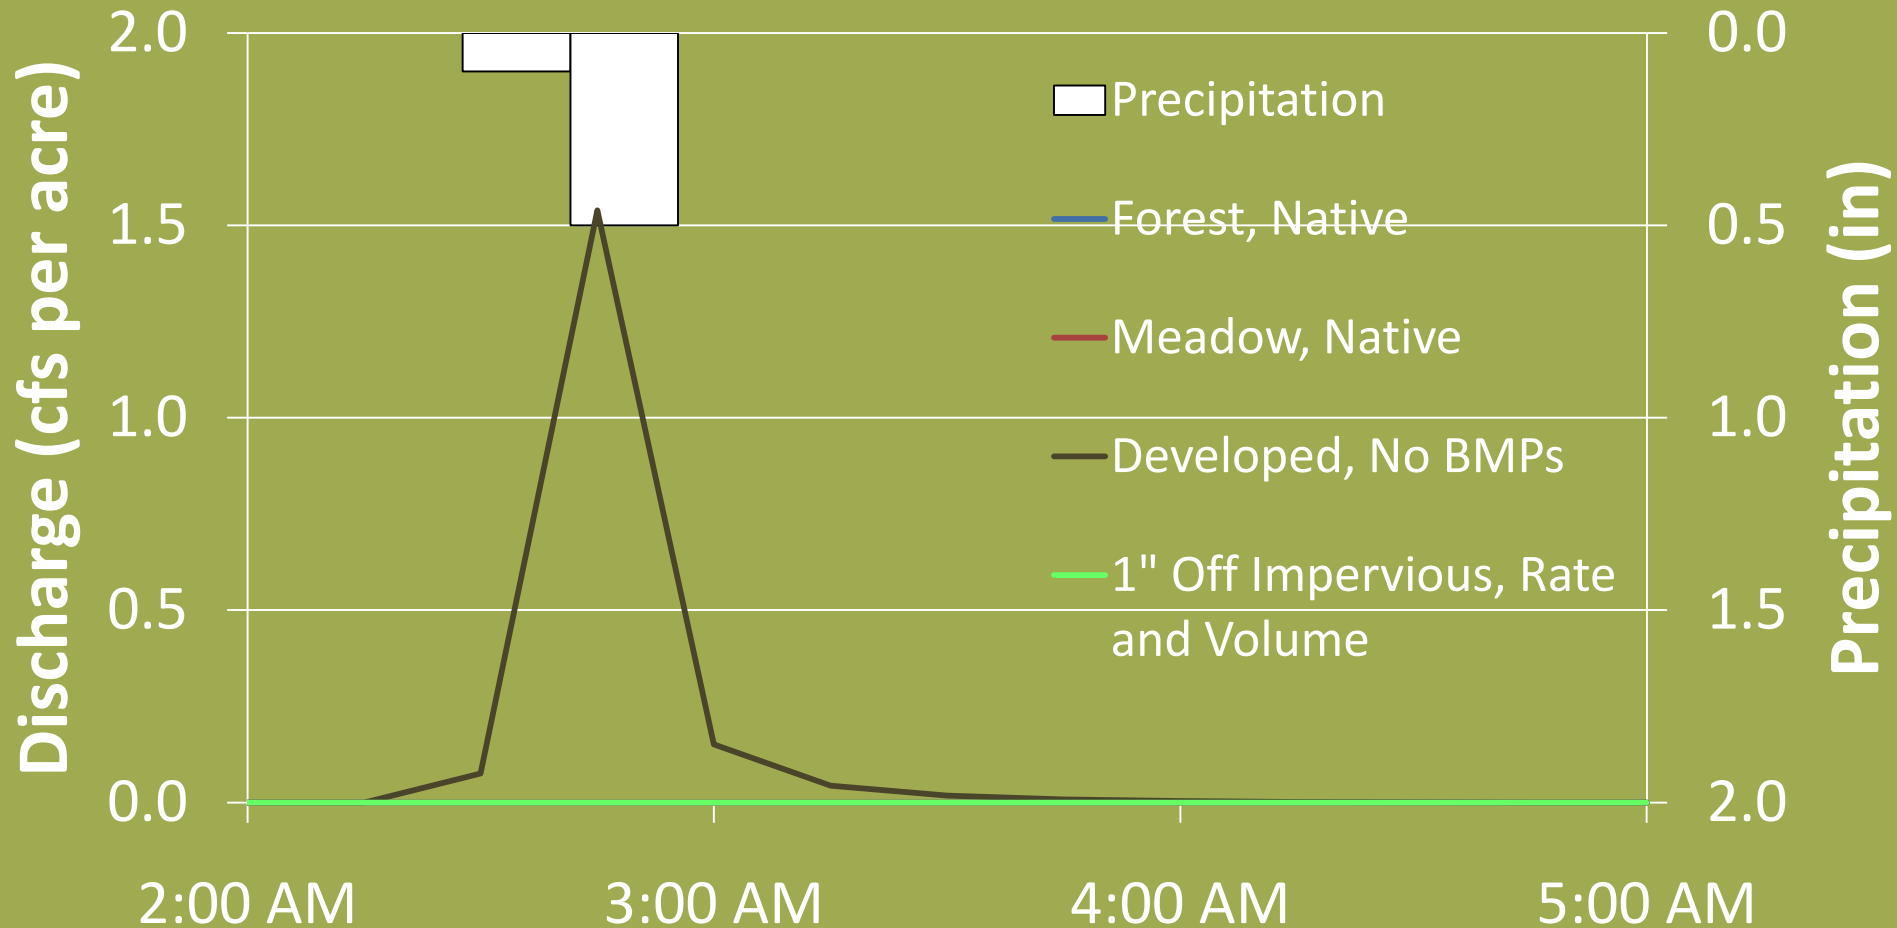 Discharge (cfs per acre)
2.0
1.5
1.0
0.5
0.0
Precipitation
Forest, Native
Meadow, Native
Developed, No BMPs
1" Off Impervious, Rate
and Volume
0.0
0.5
1.0
1.5
2.0
Precipitation (in)
2:00 AM
3:00 AM
4:00 AM
5:00 AM